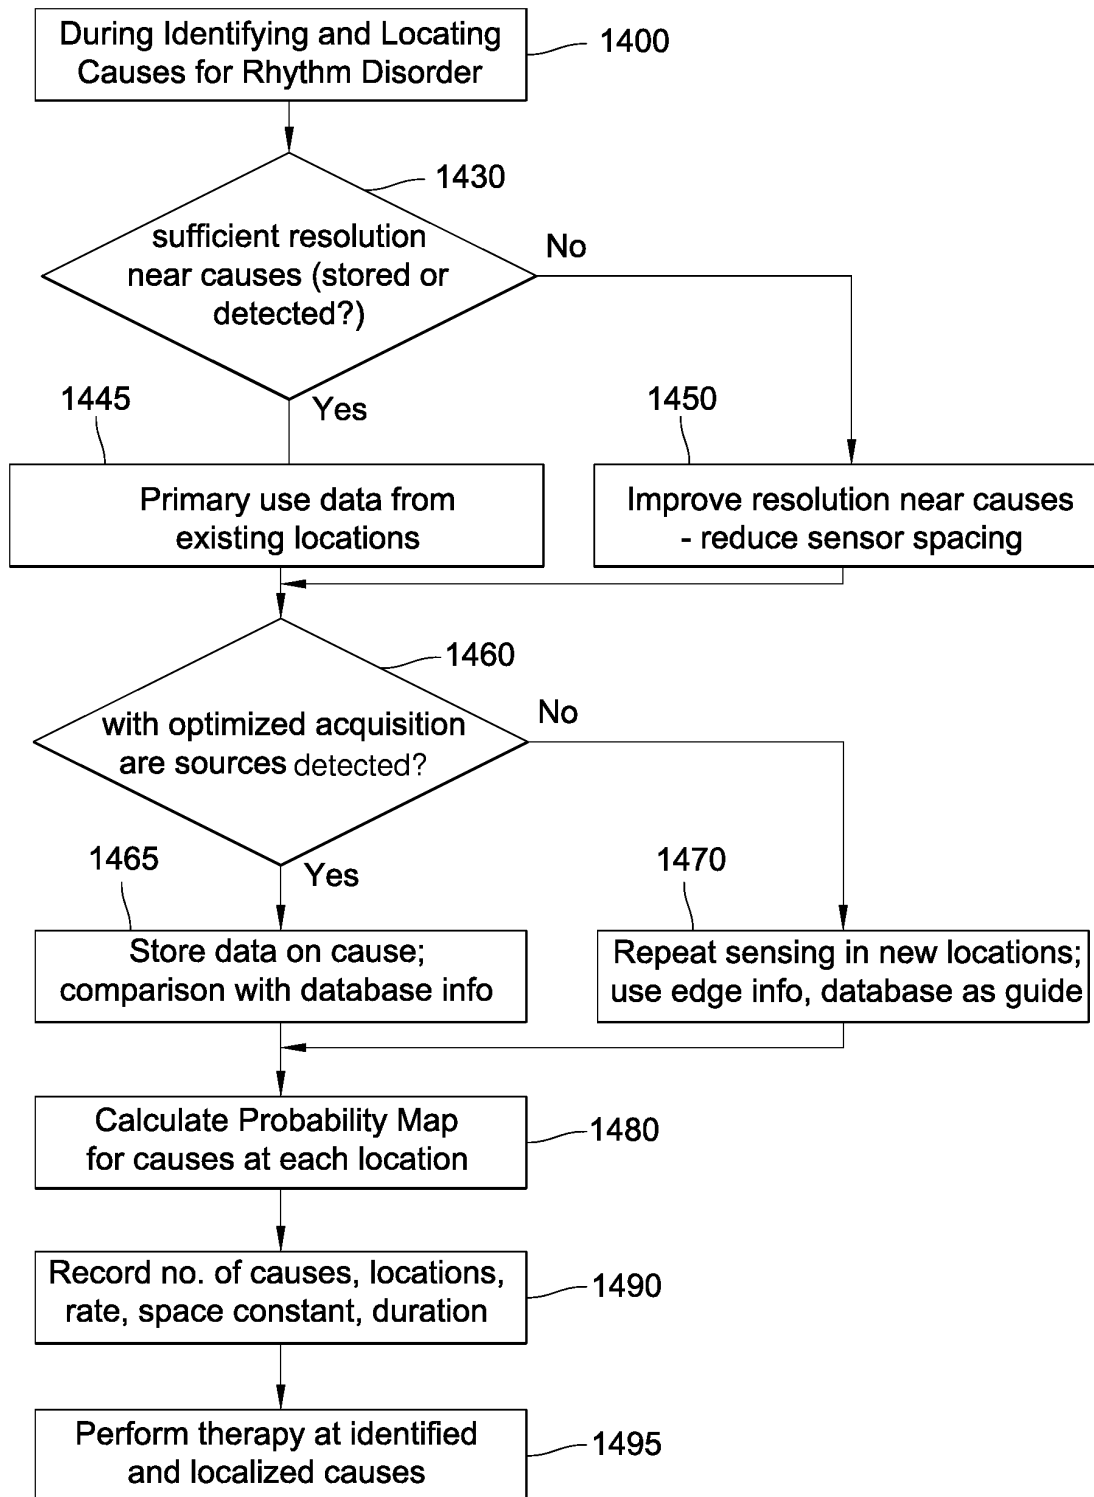 During Identifying and Locating
Causes for Rhythm Disorder
1400
1430
sufficient resolution
near causes (stored or
detected?)
No
Yes
1445
Primary use data from
existing locations
1450
Improve resolution near causes
- reduce sensor spacing
1460
with optimized acquisition
are sources detected?
No
Yes
1465
Store data on cause;
comparison with database info
1470
Repeat sensing in new locations;
use edge info, database as guide
Calculate Probability Map
for causes at each location
1480
Record no. of causes, locations,
rate, space constant, duration
1490
Perform therapy at identified
and localized causes
1495